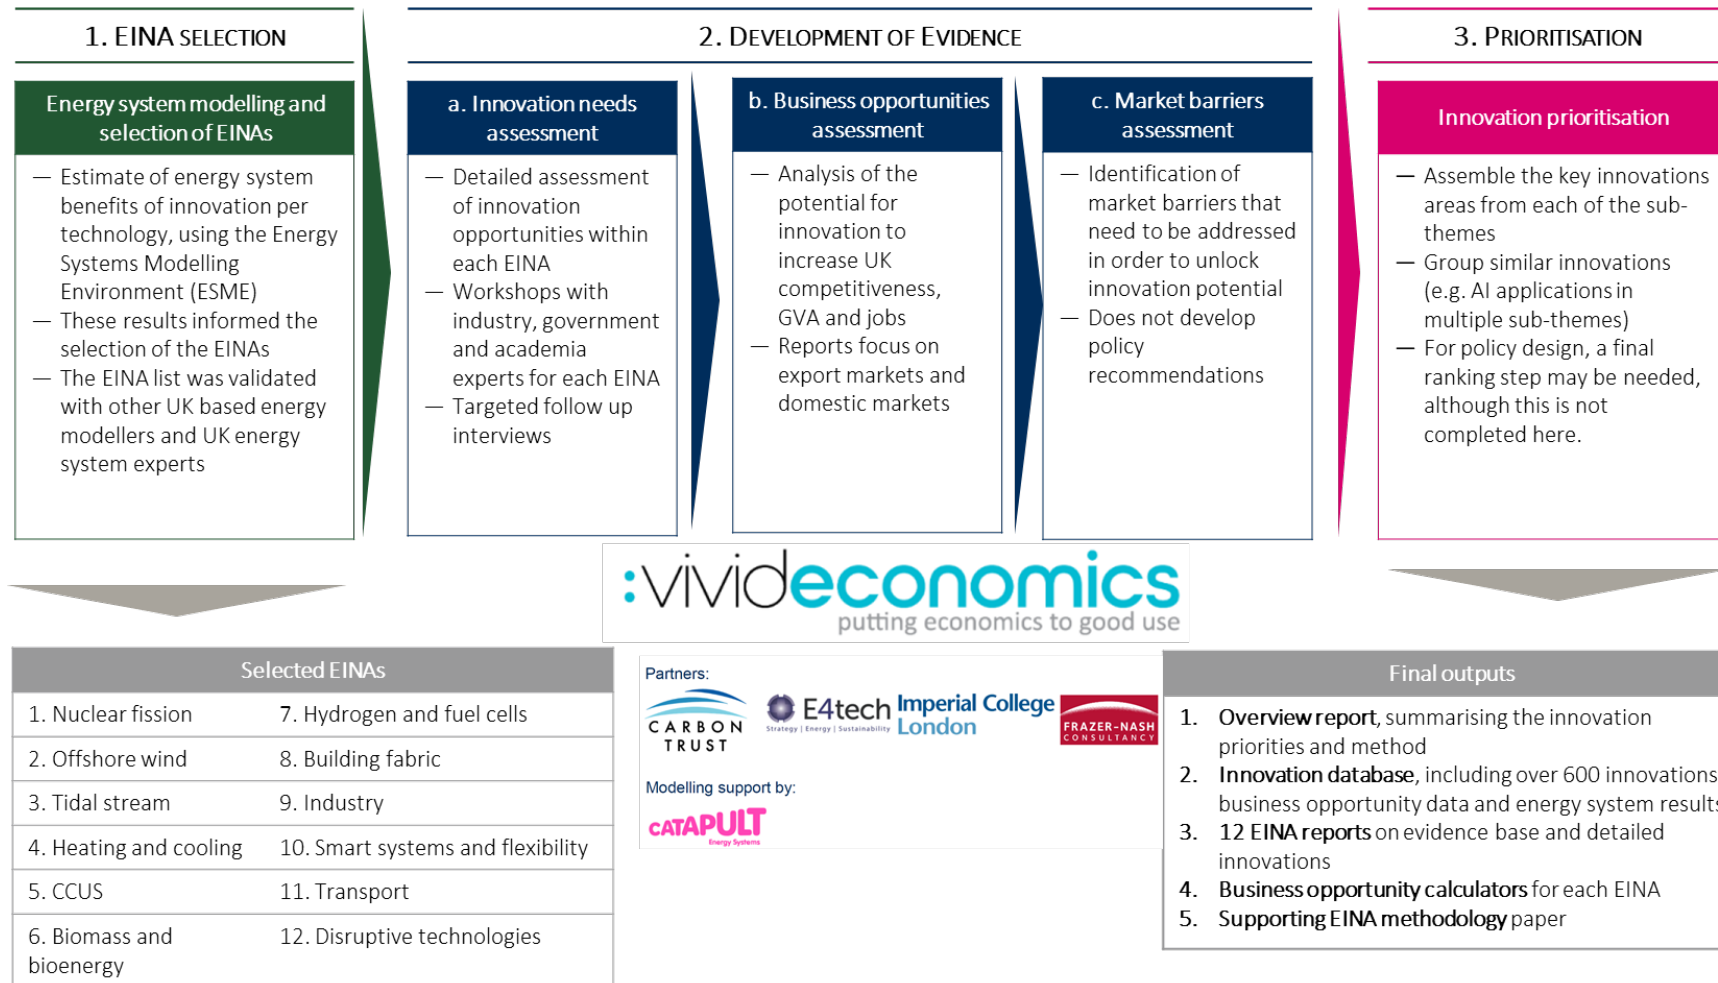 1. EINA SELECTION
2. DEVELOPMENT OF EVIDENCE
3. PRIORITISATION
Energy system modelling and
selection of EINAs
— Estimate of energy system
benefits of innovation per
technology, using the Energy
Systems Modelling
Environment (ESME)
— These results informed the
selection of the EINAs
— The EINA list was validated
with other UK based energy
modellers and UK energy
system experts
a. Innovation needs
assessment
— Detailed assessment
of innovation
opportunities within
each EINA
— Workshops with
industry, government
and academia
experts for each EINA
— Targeted follow up
interviews
b. Business opportunities
assessment
— Analysis of the
potential for
innovation to
increase UK
competitiveness,
GVA and jobs
— Reports focus on
export markets and
domestic markets
c. Market barriers
assessment
— Identification of
market barriers that
need to be addressed
in order to unlock
innovation potential
— Does not develop
policy
recommendations
Innovation prioritisation
— Assemble the key innovations
areas from each of the sub-
themes
— Group similar innovations
(e.g. AI applications in
multiple sub-themes)
— For policy design, a final
ranking step may be needed,
although this is not
completed here.
:vivideconomics
putting economics to good use
Selected EINAs
1. Nuclear fission
2. Offshore wind
3. Tidal stream
4. Heating and cooling
5. CCUS
6. Biomass and
bioenergy
7. Hydrogen and fuel cells
8. Building fabric
9. Industry
10. Smart systems and flexibility
11. Transport
12. Disruptive technologies
Partners:
CARBON
TRUST
E4tech
Strategy | Energy | Sustainability
Imperial College
London
FRAZER-NASH
CONSULTANCY
Modelling support by:
CATAPULT
Energy Systems
Final outputs
1. Overview report, summarising the innovation
priorities and method
2. Innovation database, including over 600 innovations
business opportunity data and energy system results
3. 12 EINA reports on evidence base and detailed
innovations
4. Business opportunity calculators for each EINA
5. Supporting EINA methodology paper